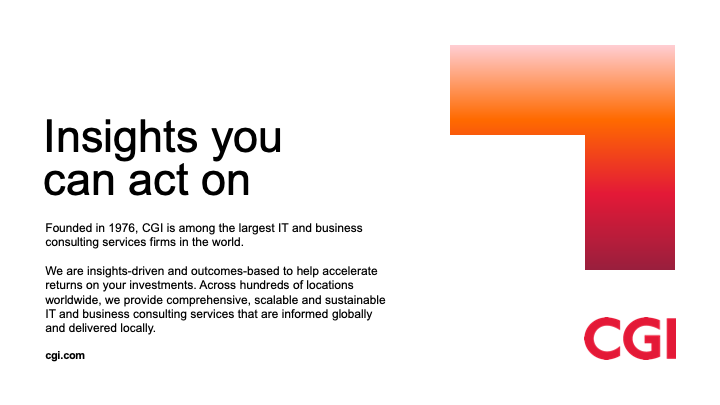 Insights you
can act on
Founded in 1976, CGI is among the largest IT and business
consulting services firms in the world.
We are insights-driven and outcomes-based to help accelerate
returns on your investments. Across hundreds of locations
worldwide, we provide comprehensive, scalable and sustainable
IT and business consulting services that are informed globally
and delivered locally.
cgi.com
CGI